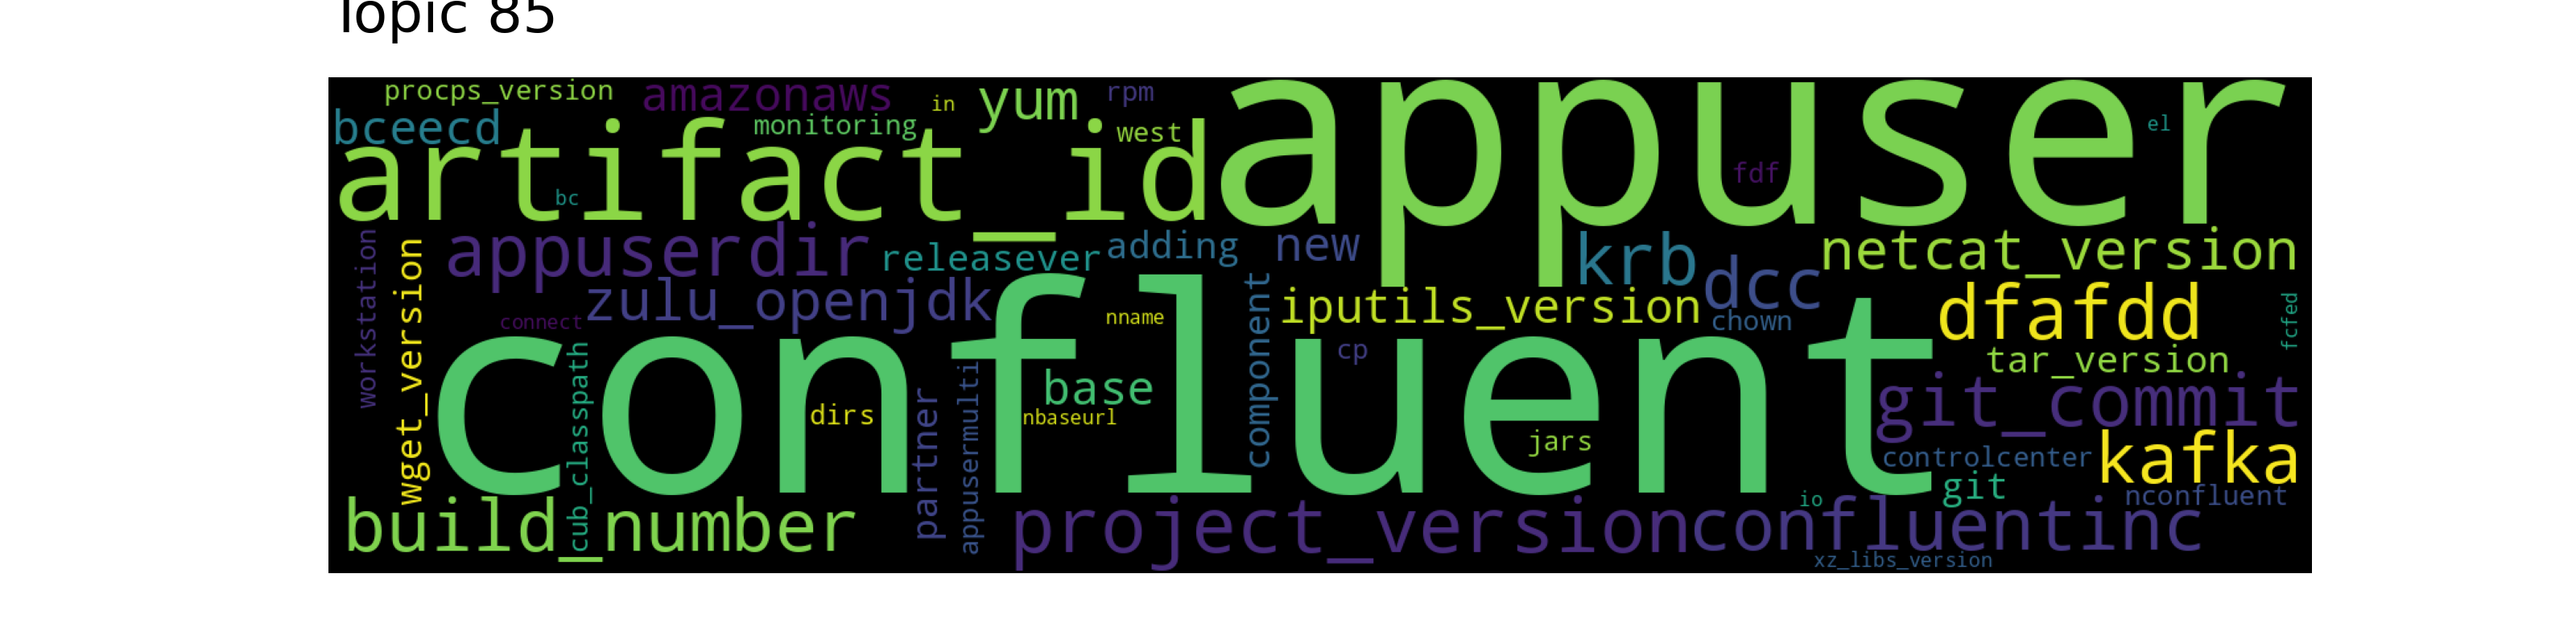 Topic 85
procps_version amazonaws in yum rpm
bceecd monitoring west el
artifact_id appuser
bc fdf
workstation wget_version appuserdir releasever adding new krb dcc netcat_version
zulu_openjdk component iputils_version dfafdd fcfed
connect nname chown
cub_classpath confluent cp tar_version
base git_commit
dirs partner appusermulti nbaseurl jars
controlcenter kafka
git nconfluent
build_number project_version io confluentinc
xz_libs_version